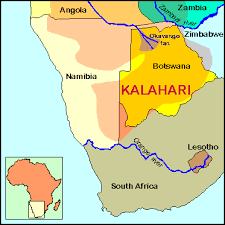 Angola
Zambia
Zambezi river
Okavango
fan
Zimbabwe
Botswana
Namibia
KALAHARI
Orange river
Lesotho
South Africa